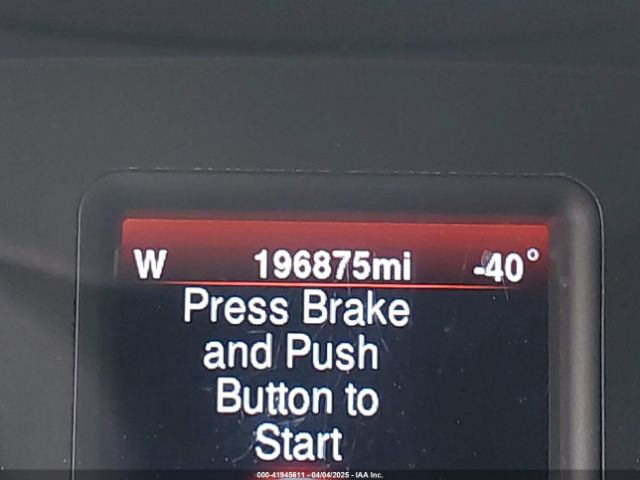 W 196875mi -40°
Press Brake
and Push
Button to
Start
000-41945611 - 04/04/2025 - IAA Inc.